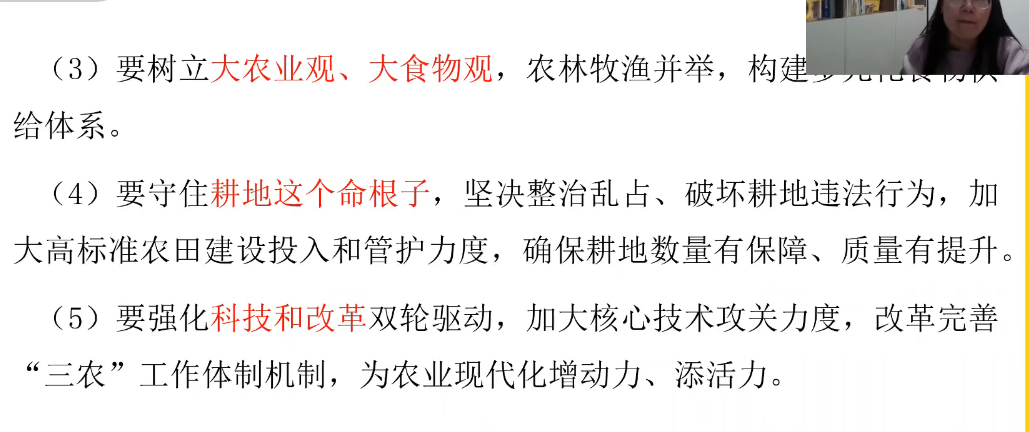 （3）要树立大农业观、大食物观，农林牧渔并举，构建
给体系。
（4）要守住耕地这个命根子，坚决整治乱占、破坏耕地违法行为，加
大高标准农田建设投入和管护力度，确保耕地数量有保障、质量有提升。
（5）要强化科技和改革双轮驱动，加大核心技术攻关力度，改革完善
“三农”工作体制机制，为农业现代化增动力、添活力。